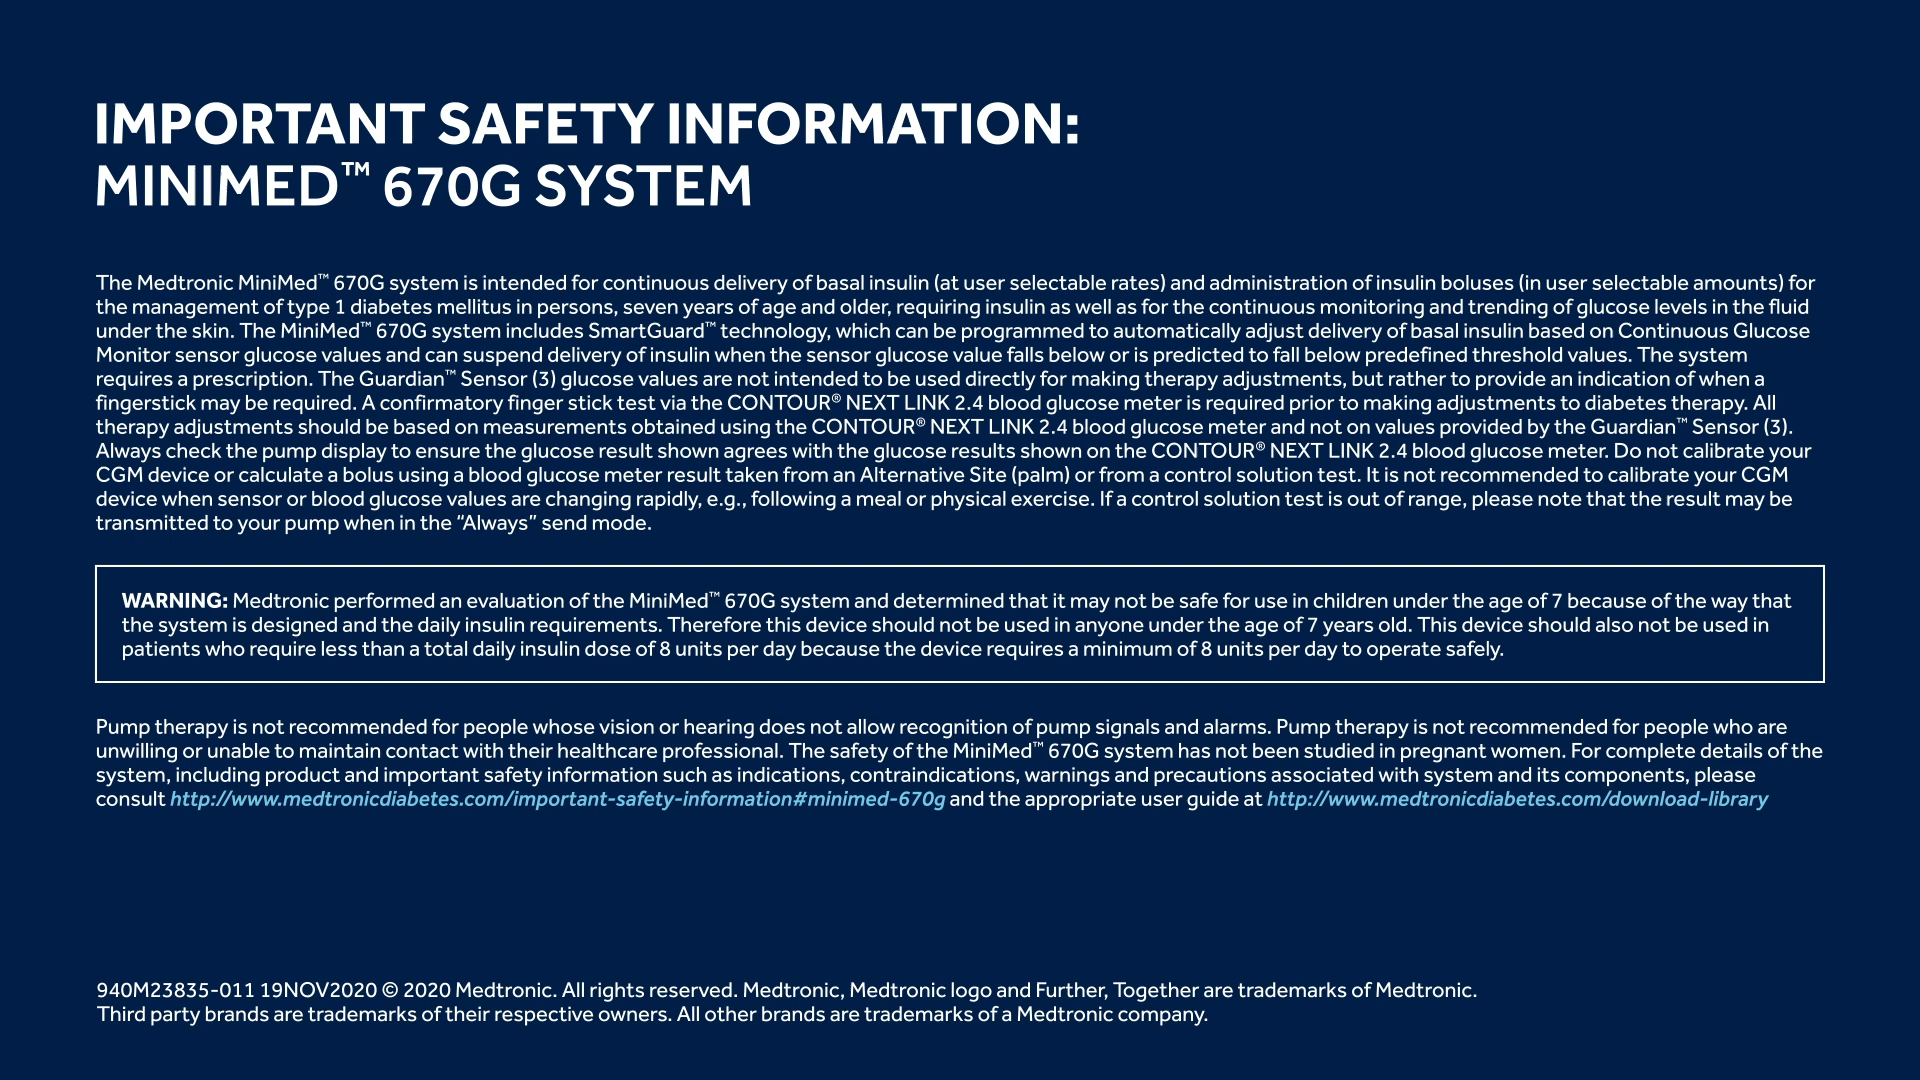 IMPORTANT SAFETY INFORMATION:
MINIMED™ 670G SYSTEM
The Medtronic MiniMed™ 670G system is intended for continuous delivery of basal insulin (at user selectable rates) and administration of insulin boluses (in user selectable amounts) for
the management of type 1 diabetes mellitus in persons, seven years of age and older, requiring insulin as well as for the continuous monitoring and trending of glucose levels in the fluid
under the skin. The MiniMed™ 670G system includes SmartGuard™ technology, which can be programmed to automatically adjust delivery of basal insulin based on Continuous Glucose
Monitor sensor glucose values and can suspend delivery of insulin when the sensor glucose value falls below or is predicted to fall below predefined threshold values. The system
requires a prescription. The Guardian™ Sensor (3) glucose values are not intended to be used directly for making therapy adjustments, but rather to provide an indication of when a
fingerstick may be required. A confirmatory finger stick test via the CONTOUR® NEXT LINK 2.4 blood glucose meter is required prior to making adjustments to diabetes therapy. All
therapy adjustments should be based on measurements obtained using the CONTOUR® NEXT LINK 2.4 blood glucose meter and not on values provided by the Guardian™ Sensor (3).
Always check the pump display to ensure the glucose result shown agrees with the glucose results shown on the CONTOUR® NEXT LINK 2.4 blood glucose meter. Do not calibrate your
CGM device or calculate a bolus using a blood glucose meter result taken from an Alternative Site (palm) or from a control solution test. It is not recommended to calibrate your CGM
device when sensor or blood glucose values are changing rapidly, e.g., following a meal or physical exercise. If a control solution test is out of range, please note that the result may be
transmitted to your pump when in the “Always” send mode.
WARNING: Medtronic performed an evaluation of the MiniMed™ 670G system and determined that it may not be safe for use in children under the age of 7 because of the way that
the system is designed and the daily insulin requirements. Therefore this device should not be used in anyone under the age of 7 years old. This device should also not be used in
patients who require less than a total daily insulin dose of 8 units per day because the device requires a minimum of 8 units per day to operate safely.
Pump therapy is not recommended for people whose vision or hearing does not allow recognition of pump signals and alarms. Pump therapy is not recommended for people who are
unwilling or unable to maintain contact with their healthcare professional. The safety of the MiniMed™ 670G system has not been studied in pregnant women. For complete details of the
system, including product and important safety information such as indications, contraindications, warnings and precautions associated with system and its components, please
consult http://www.medtronicdiabetes.com/important-safety-information#minimed-670g and the appropriate user guide at http://www.medtronicdiabetes.com/download-library
940M23835-011 19NOV2020 © 2020 Medtronic. All rights reserved. Medtronic, Medtronic logo and Further, Together are trademarks of Medtronic.
Third party brands are trademarks of their respective owners. All other brands are trademarks of a Medtronic company.